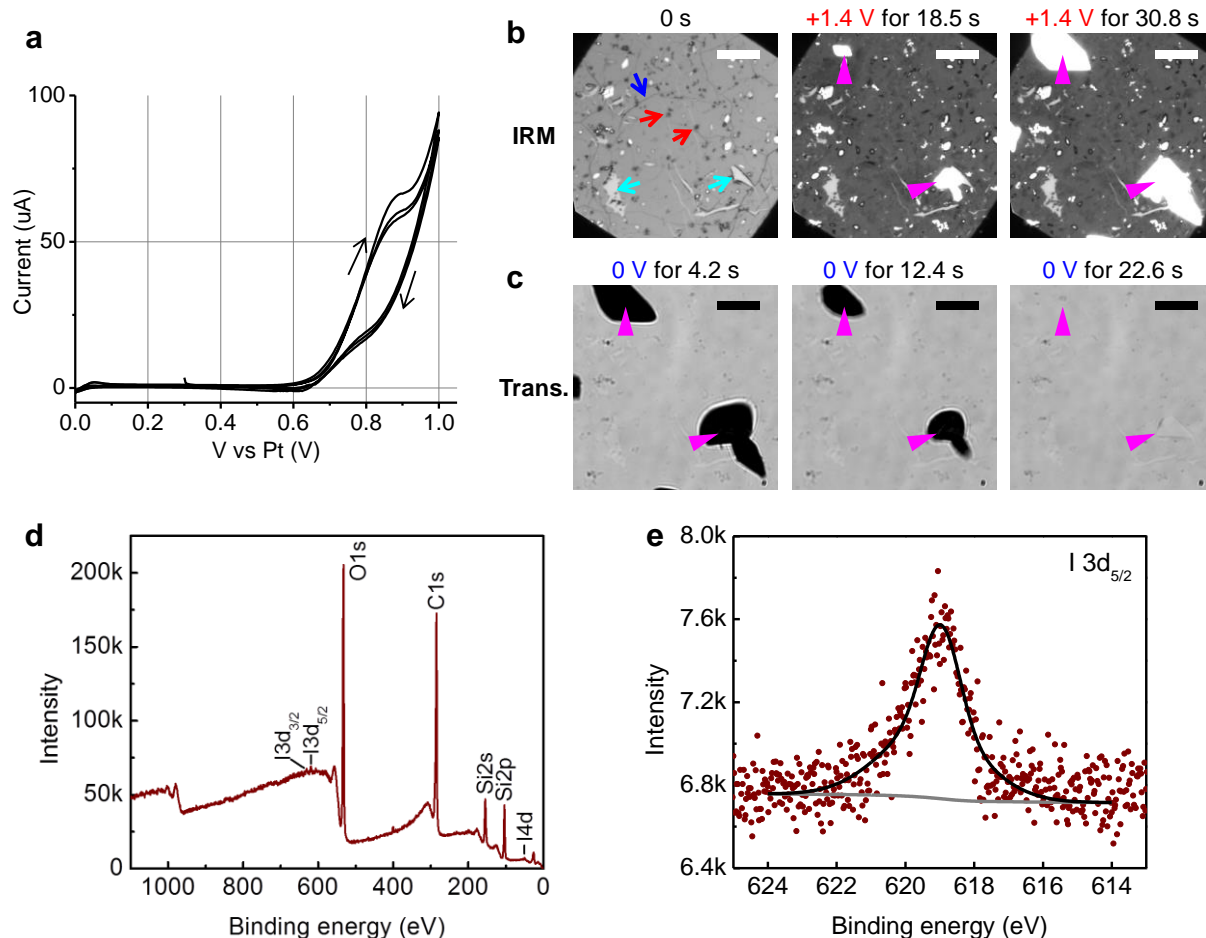 a
100
50
0
0.0 0.2 0.4 0.6 0.8 1.0
Current (uA)
V vs Pt (V)
b
0 s
+1.4 V for 18.5 s
+1.4 V for 30.8 s
IRM
c
0 V for 4.2 s
0 V for 12.4 s
0 V for 22.6 s
Trans.
d
200k
150k
100k
50k
0
1000 800 600 400 200 0
Intensity
Binding energy (eV)
I3d3/2
I3d5/2
O1s
C1s
Si2s
Si2p
I4d
e
8.0k
7.6k
7.2k
6.8k
6.4k
624 622 620 618 616 614
Intensity
Binding energy (eV)
I 3d5/2